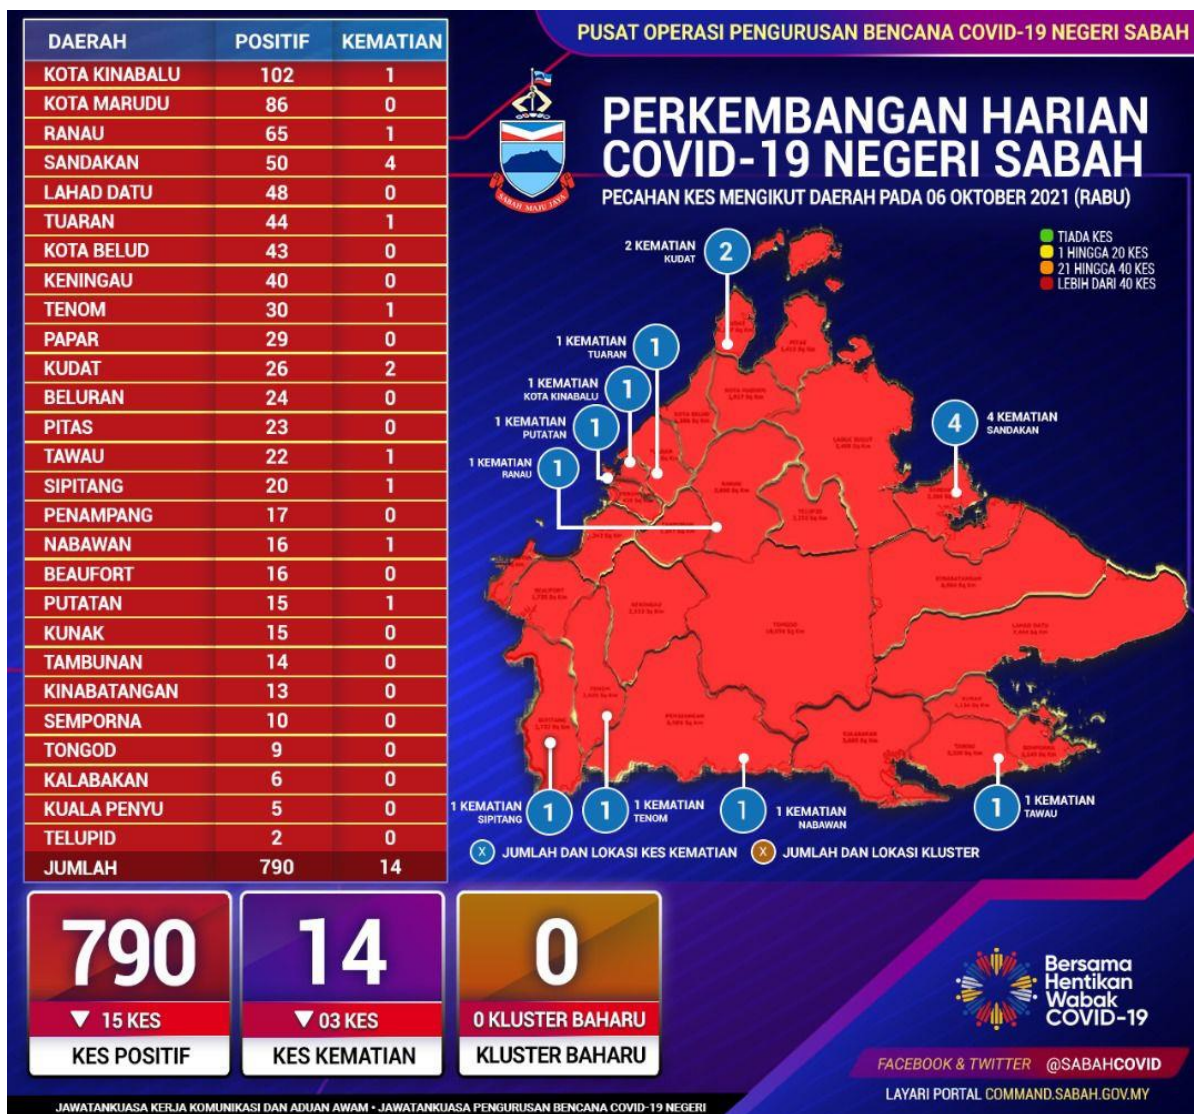 DAERAH POSITIF KEMATIAN
KOTA KINABALU 102 1
KOTA MARUDU 86 0
RANAU 65 1
SANDAKAN 50 4
LAHAD DATU 48 0
TUARAN 44 1
KOTA BELUD 43 0
KENINGAU 40 0
TENOM 30 1
PAPAR 29 0
KUDAT 26 2
BELURAN 24 0
PITAS 23 0
TAWAU 22 1
SIPITANG 20 1
PENAMPANG 17 0
NABAWAN 16 1
BEAUFORT 16 0
PUTATAN 15 1
KUNAK 15 0
TAMBUNAN 14 0
KINABATANGAN 13 0
SEMPORNA 10 0
TONGOD 9 0
KALABAKAN 6 0
KUALA PENYU 5 0
TELUPID 2 0
JUMLAH 790 14
PUSAT OPERASI PENGURUSAN BENCANA COVID-19 NEGERI SABAH
SABAH MAJU JAYA
PERKEMBANGAN HARIAN
COVID-19 NEGERI SABAH
PECAHAN KES MENGIKUT DAERAH PADA 06 OKTOBER 2021 (RABU)
TIADA KES
1 HINGGA 20 KES
21 HINGGA 40 KES
LEBIH DARI 40 KES
2 KEMATIAN
KUDAT
2
1 KEMATIAN
TUARAN
1
1 KEMATIAN
KOTA KINABALU
1
1 KEMATIAN
PUTATAN
1
1 KEMATIAN
RANAU
1
4
4 KEMATIAN
SANDAKAN
1 KEMATIAN
SIPITANG
1
1
1 KEMATIAN
TENOM
1
1 KEMATIAN
NABAWAN
1
1 KEMATIAN
TAWAU
X JUMLAH DAN LOKASI KES KEMATIAN
X JUMLAH DAN LOKASI KLUSTER
790
▼ 15 KES
KES POSITIF
14
▼ 03 KES
KES KEMATIAN
0
0 KLUSTER BAHARU
KLUSTER BAHARU
Bersama
Hentikan
Wabak
COVID-19
FACEBOOK & TWITTER @SABAHCOVID
LAYARI PORTAL COMMAND.SABAH.GOV.MY
JAWATANKUASA KERJA KOMUNIKASI DAN ADUAN AWAM • JAWATANKUASA PENGURUSAN BENCANA COVID-19 NEGERI